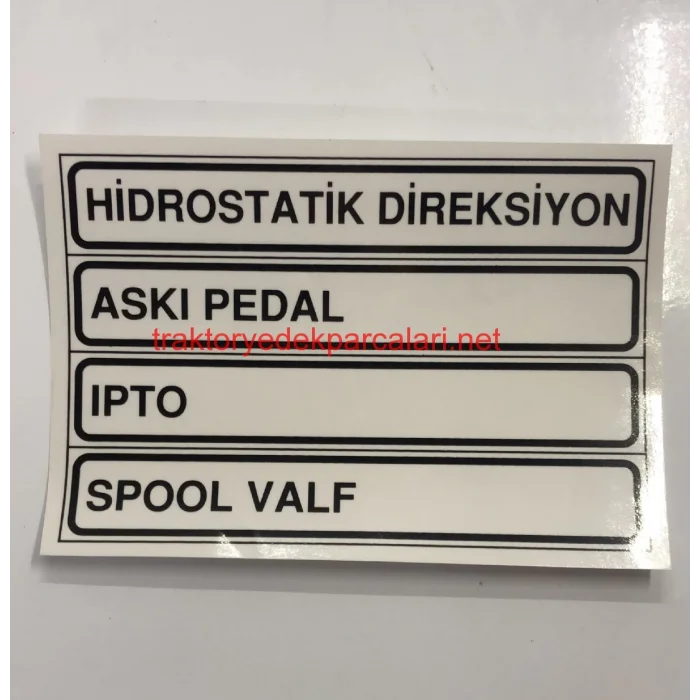 HİDROSTATİK DİREKSİYON
ASKI PEDAL
traktoryedekparcalari.net
IPTO
SPOOL VALF